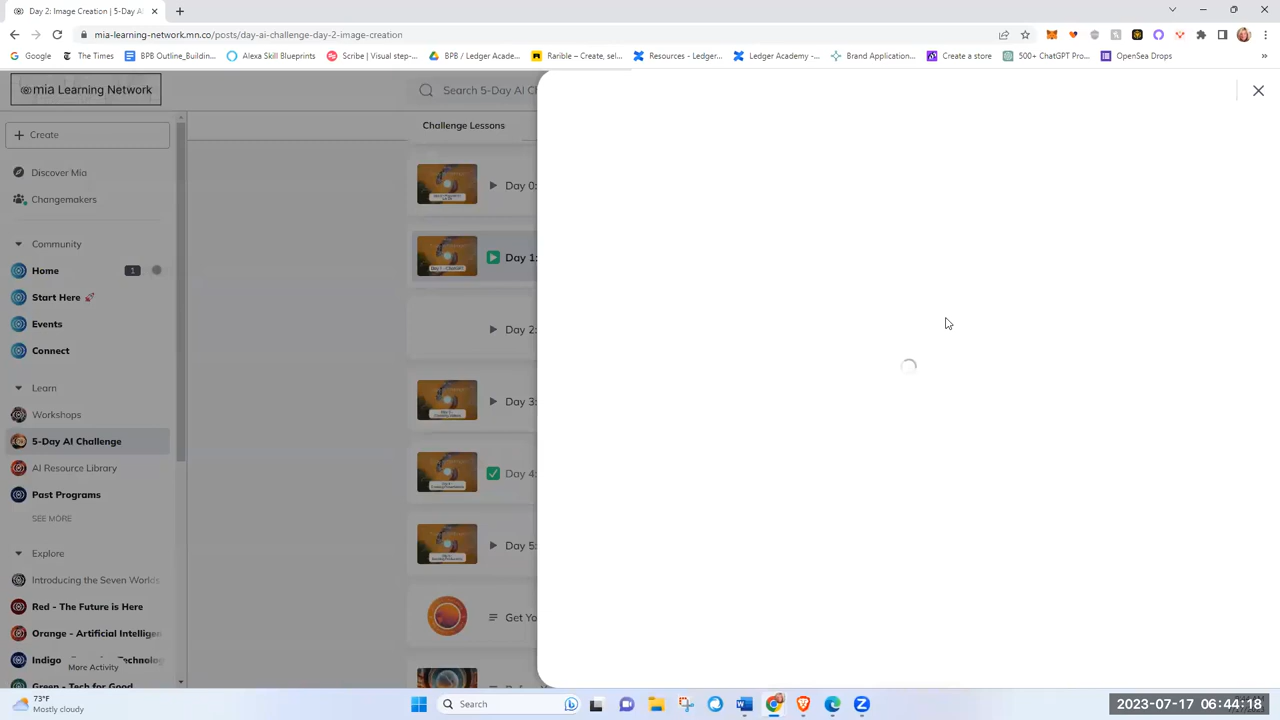 Day 2: Image Creation | 5-Day AI
mia-learning-network.mn.co/posts/day-ai-challenge-day-2-image-creation
Google
The Times
BPB Outline_Buildin...
Alexa Skill Blueprints
Scribe | Visual step-...
BPB / Ledger Acade...
Rarible – Create, sel...
Resources - Ledger...
Ledger Academy -...
Brand Application...
Create a store
500+ ChatGPT Pro...
OpenSea Drops
»
mia Learning Network
Search 5-Day AI Ch
Create
Challenge Lessons
Discover Mia
Changemakers
Community
Home
1
Start Here
Events
Connect
Learn
Workshops
5-Day AI Challenge
AI Resource Library
Past Programs
SEE MORE
Explore
Introducing the Seven Worlds
Red - The Future is Here
Orange - Artificial Intelligen
Indigo
Technolog
More Activity
Green - Tech for Good
Day 0:
Day 1:
Day 2:
Day 3:
Day 4:
Day 5:
Get Yo
73°F
Mostly cloudy
Search
2023-07-17 06:44:18